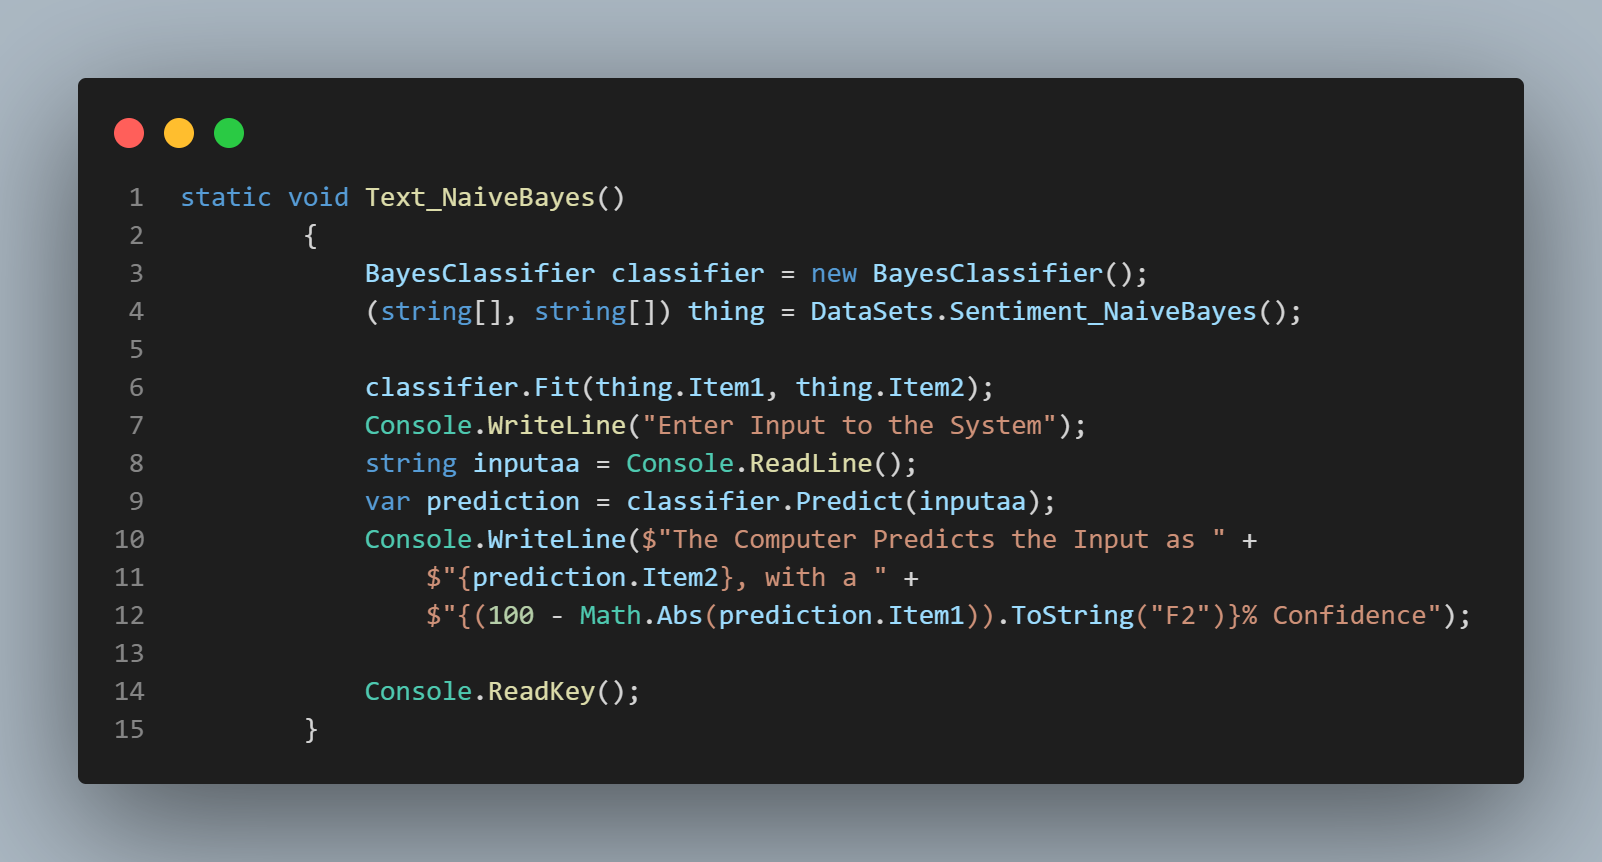 1 static void Text_NaiveBayes()
2         {
3             BayesClassifier classifier = new BayesClassifier();
4             (string[], string[]) thing = DataSets.Sentiment_NaiveBayes();
5
6             classifier.Fit(thing.Item1, thing.Item2);
7             Console.WriteLine("Enter Input to the System");
8             string inputaa = Console.ReadLine();
9             var prediction = classifier.Predict(inputaa);
10             Console.WriteLine($"The Computer Predicts the Input as " +
11                 $"{prediction.Item2}, with a " +
12                 $"{(100 - Math.Abs(prediction.Item1)).ToString("F2")}% Confidence");
13
14             Console.ReadKey();
15         }